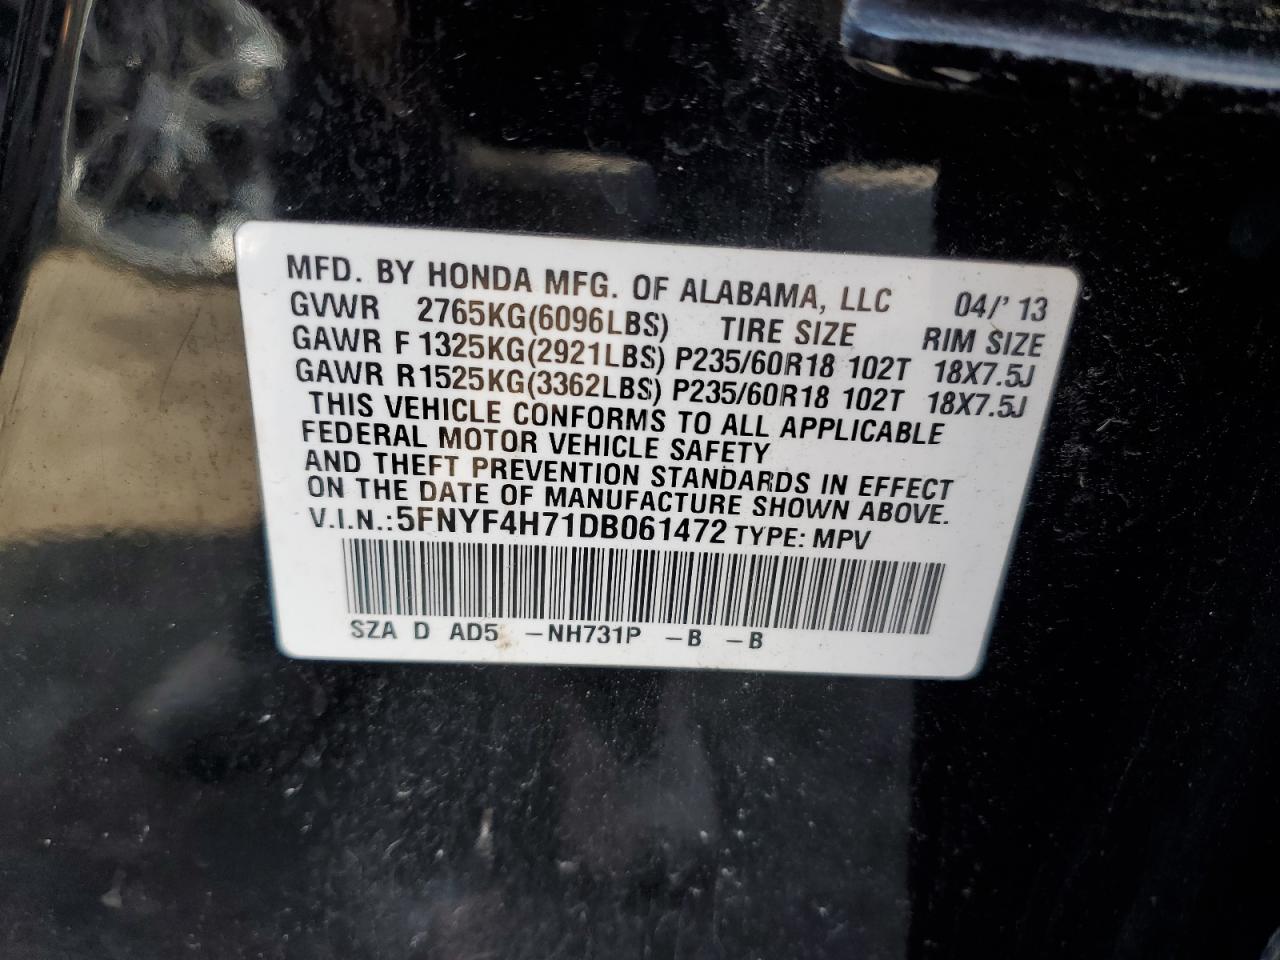 MFD. BY HONDA MFG. OF ALABAMA, LLC 04/'13
GVWR 2765KG(6096LBS) TIRE SIZE RIM SIZE
GAWR F 1325KG(2921LBS) P235/60R18 102T 18X7.5J
GAWR R1525KG(3362LBS) P235/60R18 102T 18X7.5J
THIS VEHICLE CONFORMS TO ALL APPLICABLE
FEDERAL MOTOR VEHICLE SAFETY
AND THEFT PREVENTION STANDARDS IN EFFECT
ON THE DATE OF MANUFACTURE SHOWN ABOVE.
V.I.N.:5FNYF4H71DB061472 TYPE: MPV
SZA D AD5 -NH731P -B -B